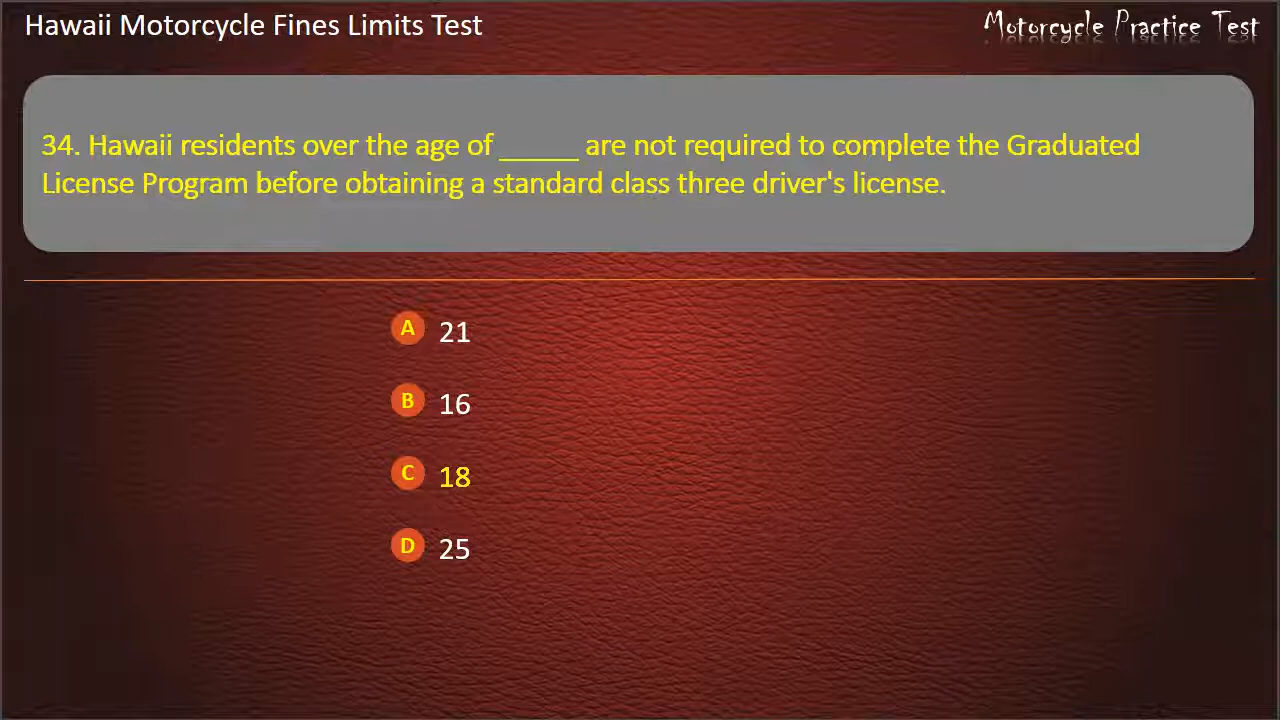 Hawaii Motorcycle Fines Limits Test
Motorcycle Practice Test
34. Hawaii residents over the age of _____ are not required to complete the Graduated
License Program before obtaining a standard class three driver's license.
A 21
B 16
C 18
D 25